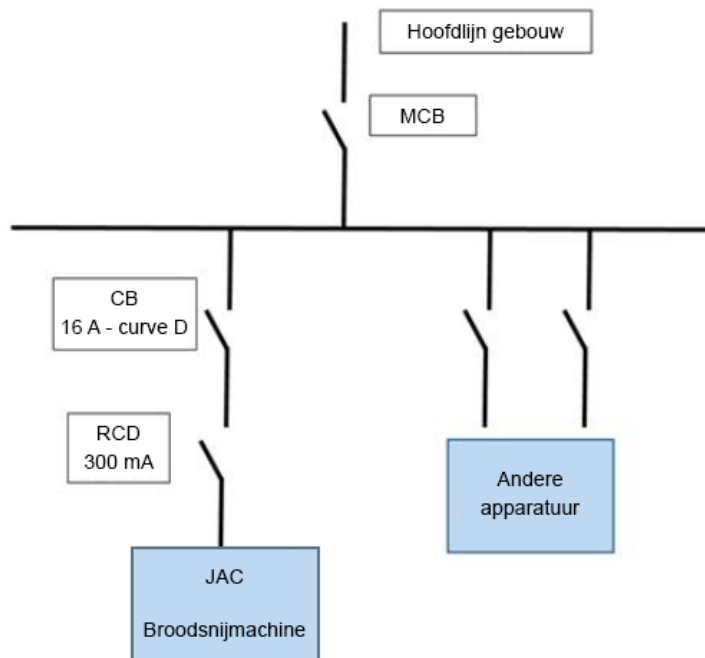 Hoofdlijn gebouw
MCB
CB
16 A - curve D
RCD
300 mA
Andere
apparatuur
JAC
Broodsnijmachine